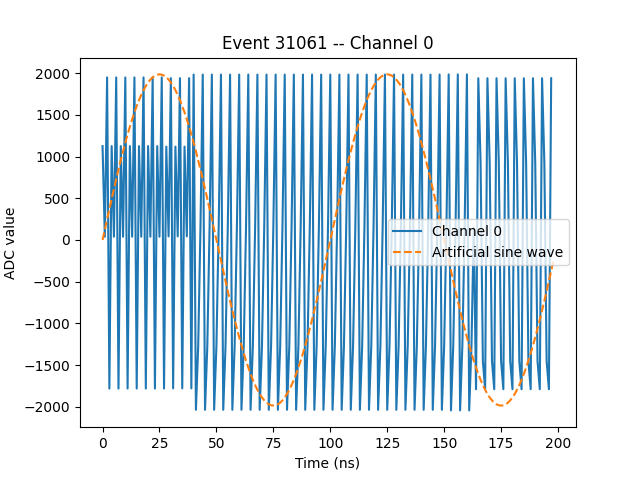 Event 31061 -- Channel 0
ADC value
2000
1500
1000
500
0
−500
−1000
−1500
−2000
Channel 0
Artificial sine wave
0 25 50 75 100 125 150 175 200
Time (ns)